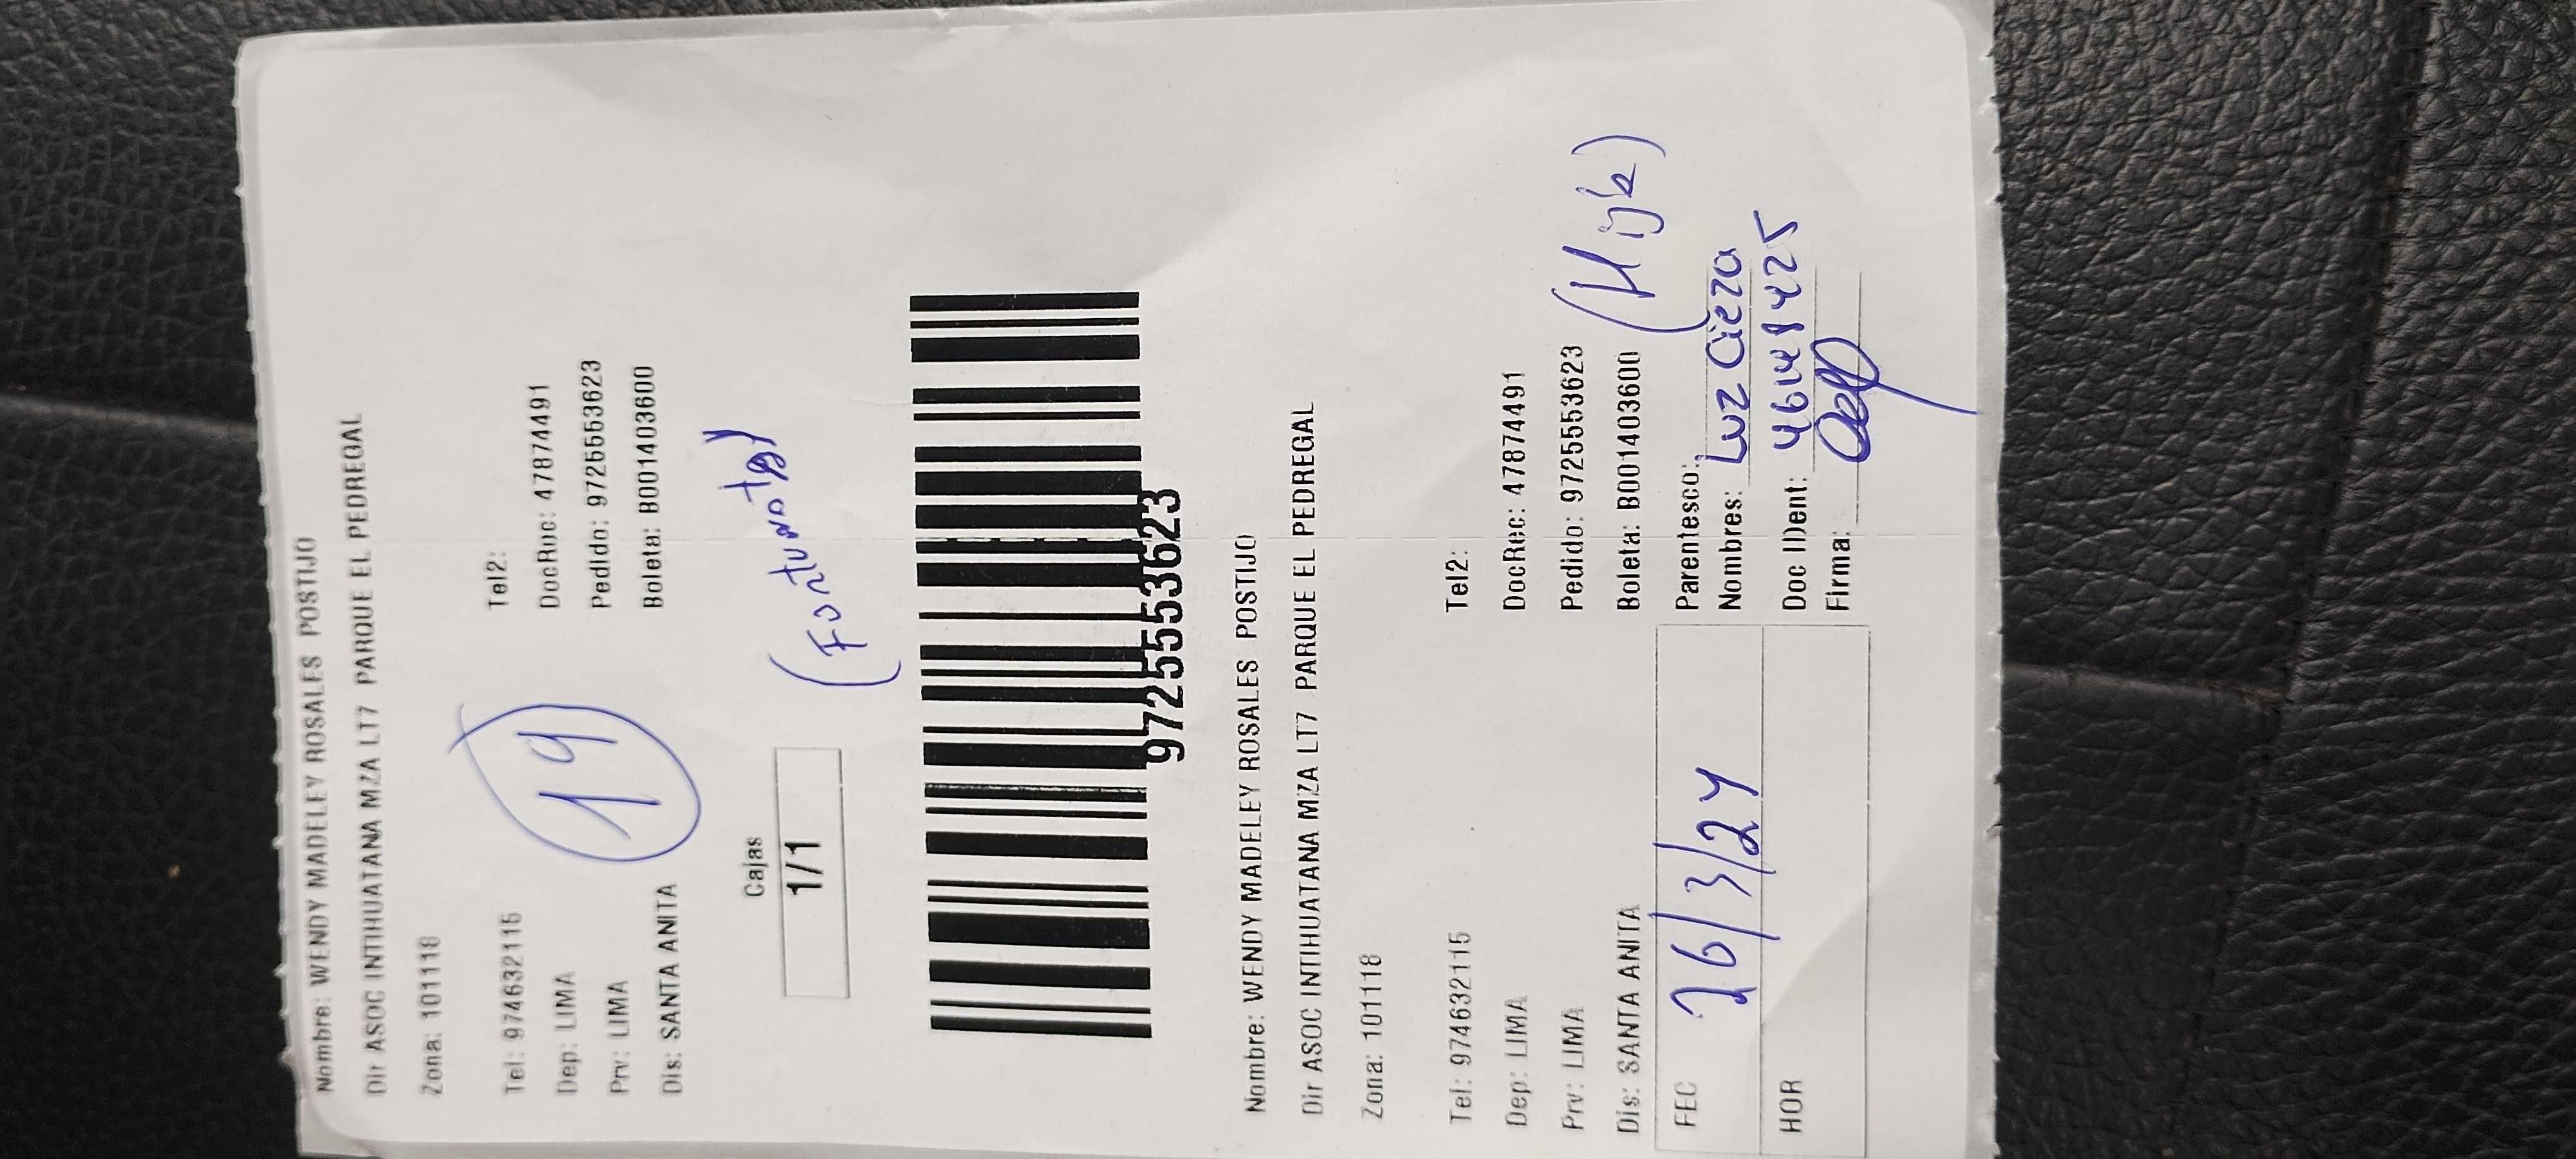 Nombre: WENDY MADELEY ROSALES POSTIJO
Dir ASOC INTIHUATANA MZA LT7 PARQUE EL PEDREGAL
Zona: 101118
Tel: 974632115 Tel2:
Dep: LIMA DocRec: 47874491
Prv: LIMA Pedido: 9725553623
Dis: SANTA ANITA Boleta: B001403600
19
Cajas
1/1
9725553623
Nombre: WENDY MADELEY ROSALES POSTIJO
Dir ASOC INTIHUATANA MZA LT7 PARQUE EL PEDREGAL
Zona: 101118
Tel: 974632115 Tel2:
Dep: LIMA DocRec: 47874491
Prv: LIMA Pedido: 9725553623
Dis: SANTA ANITA Boleta: B001403600
(Hija)
FEC 26/3/24 Parentesco:
Nombres: Luz Cieza
HOR Doc IDent:
Firma: